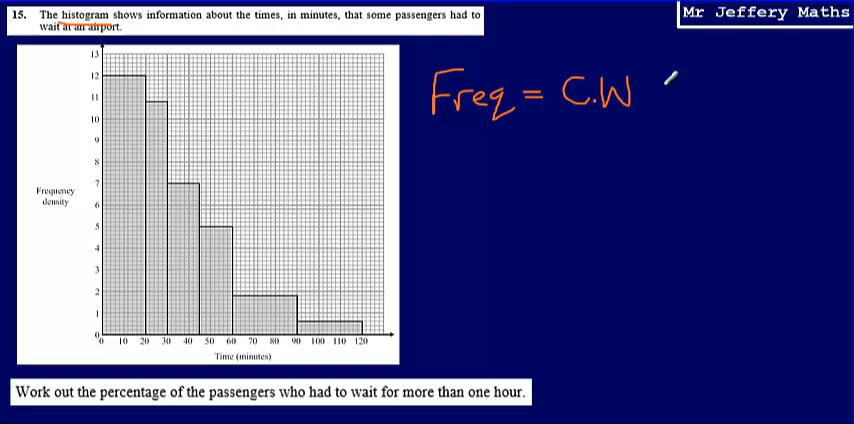 15. The histogram shows information about the times, in minutes, that some passengers had to
wait at an airport.
Mr Jeffery Maths
Freq = C.W
13
12
11
10
9
8
7
6
5
4
3
2
1
0
Frequency
density
0 10 20 30 40 50 60 70 80 90 100 110 120
Time (minutes)
Work out the percentage of the passengers who had to wait for more than one hour.